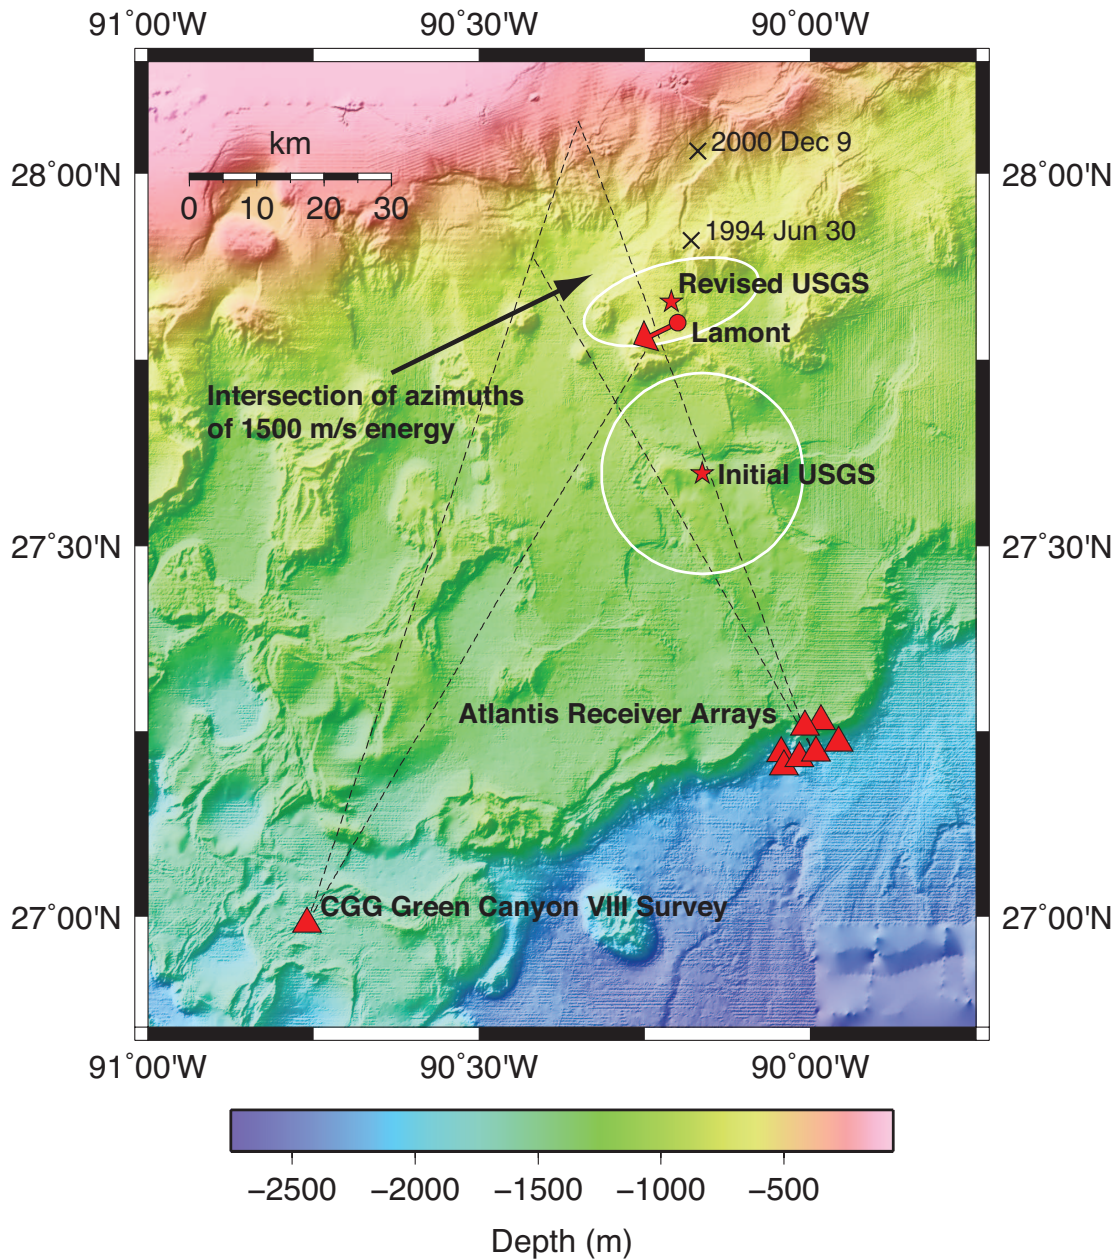 91°00'W 90°30'W 90°00'W
2000 Dec 9
km
28°00'N 28°00'N
0 10 20 30
1994 Jun 30
Revised USGS
Lamont
Intersection of azimuths
of 1500 m/s energy
Initial USGS
27°30'N 27°30'N
Atlantis Receiver Arrays
CGG Green Canyon VIII Survey
27°00'N 27°00'N
91°00'W 90°30'W 90°00'W
−2500 −2000 −1500 −1000 −500
Depth (m)